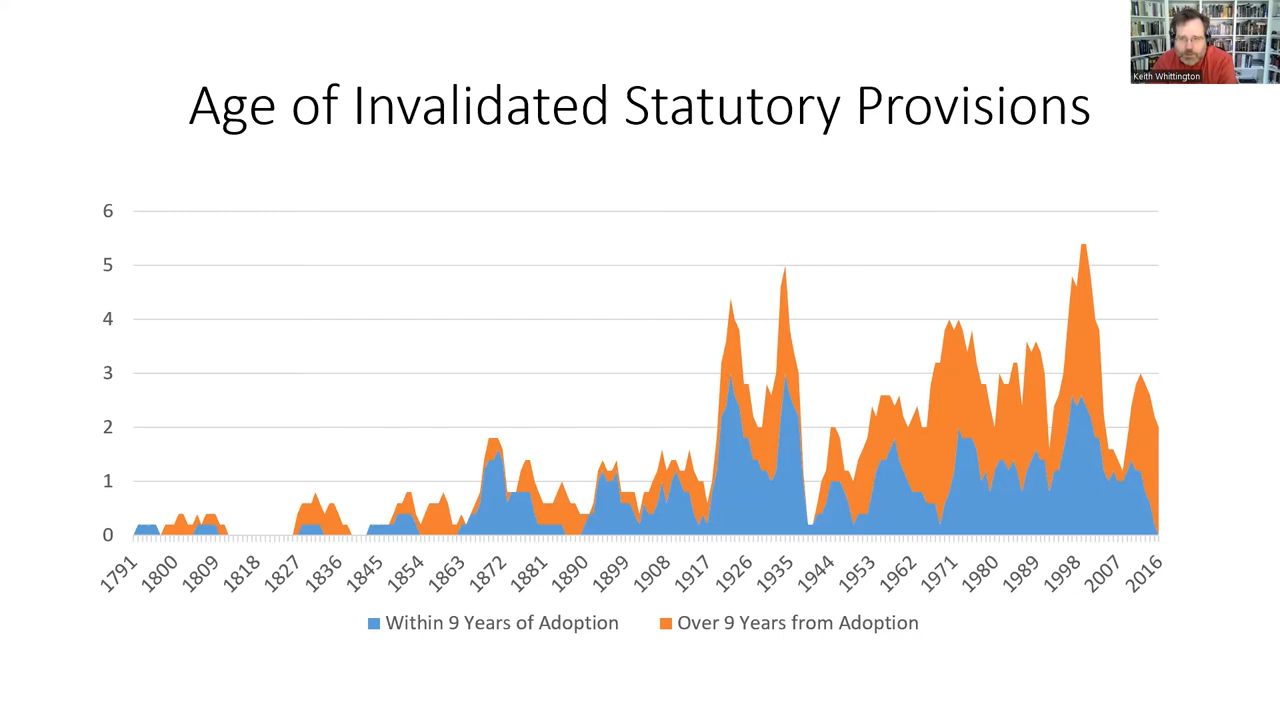 Keith Whittington
Age of Invalidated Statutory Provisions
6
5
4
3
2
1
0
1791 1800 1809 1818 1827 1836 1845 1854 1863 1872 1881 1890 1899 1908 1917 1926 1935 1944 1953 1962 1971 1980 1989 1998 2007 2016
Within 9 Years of Adoption Over 9 Years from Adoption